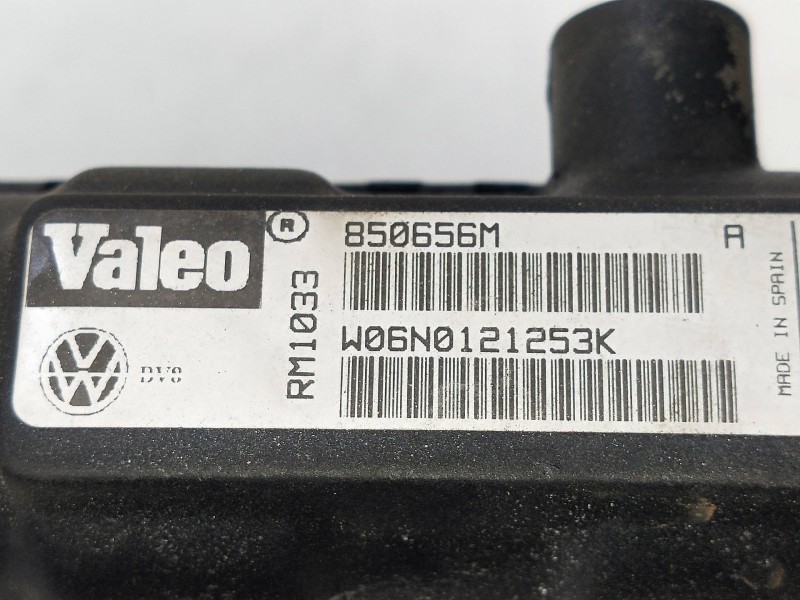 Valeo ®
850656M A
RM1033
W06N0121253K
DV8
MADE IN SPAIN